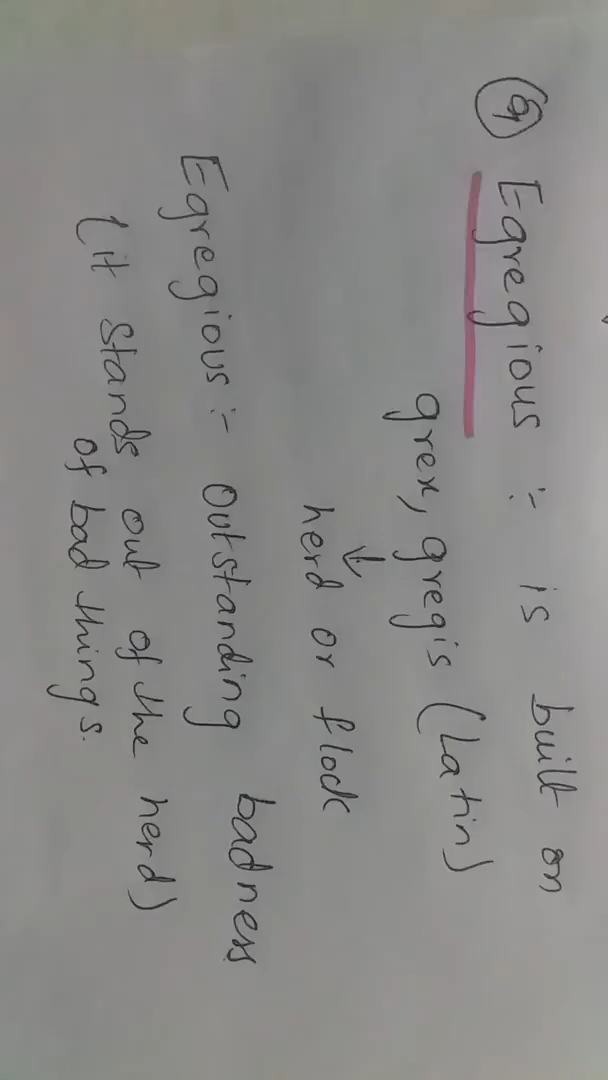 (9) Egregious :- is built on
grex, greg's (Latin)
↓
herd or flock
Egregious :- Outstanding badness
(it stands out of the herd)
of bad things.